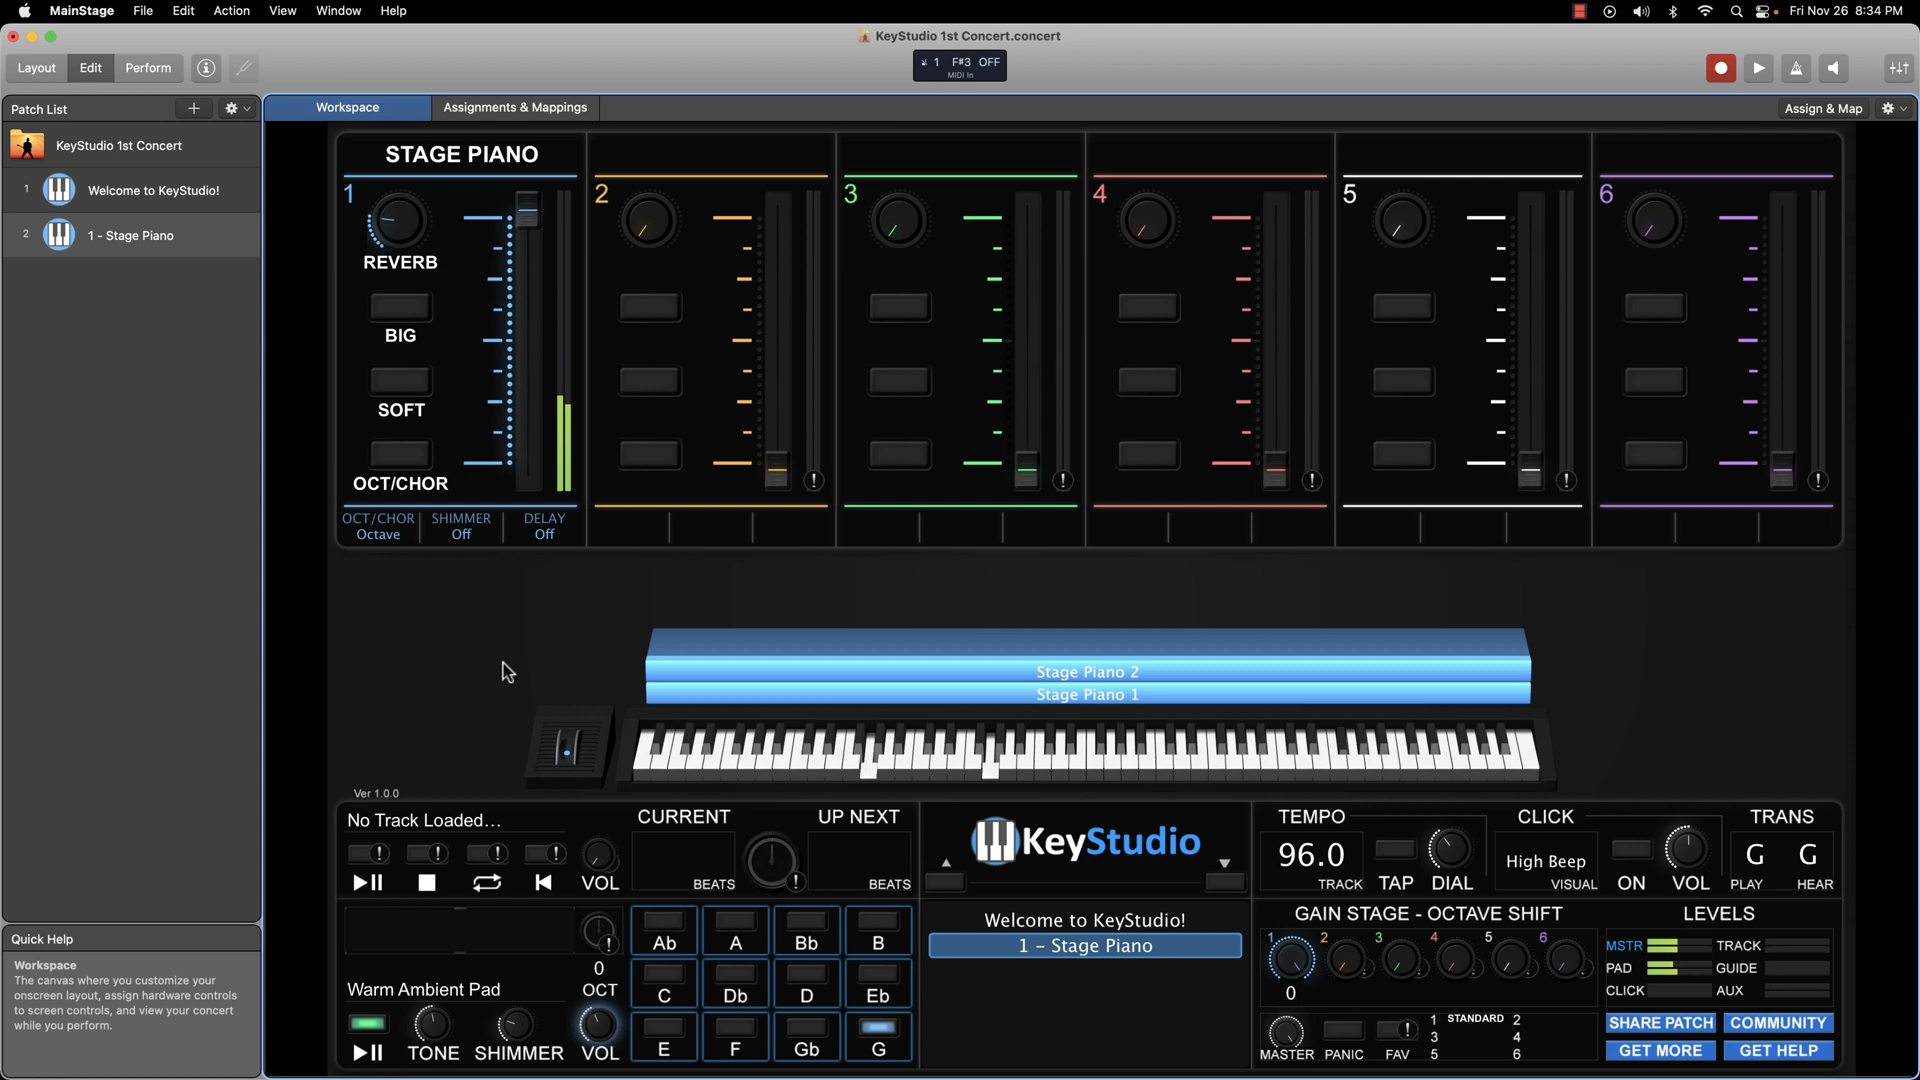 MainStage File Edit Action View Window Help
Fri Nov 26 8:34 PM
KeyStudio 1st Concert.concert
Layout Edit Perform
1 F#3 OFF
MIDI In
Patch List
Workspace
Assignments & Mappings
Assign & Map
KeyStudio 1st Concert
1 Welcome to KeyStudio!
2 1 - Stage Piano
STAGE PIANO
1 2 3 4 5 6
REVERB
BIG
SOFT
OCT/CHOR
OCT/CHOR SHIMMER DELAY
Octave Off Off
Stage Piano 2
Stage Piano 1
Ver 1.0.0
No Track Loaded...
VOL
CURRENT
UP NEXT
BEATS
BEATS
KeyStudio
TEMPO
96.0
TRACK
TAP DIAL
CLICK
High Beep
VISUAL
ON VOL
TRANS
G G
PLAY HEAR
0
OCT
Warm Ambient Pad
TONE SHIMMER VOL
Ab A Bb B
C Db D Eb
E F Gb G
Welcome to KeyStudio!
1 - Stage Piano
GAIN STAGE - OCTAVE SHIFT
1 2 3 4 5 6
0
MASTER PANIC FAV
1 STANDARD 2
3 4
5 6
LEVELS
MSTR TRACK
PAD GUIDE
CLICK AUX
SHARE PATCH COMMUNITY
GET MORE GET HELP
Quick Help
Workspace
The canvas where you customize your
onscreen layout, assign hardware controls
to screen controls, and view your concert
while you perform.